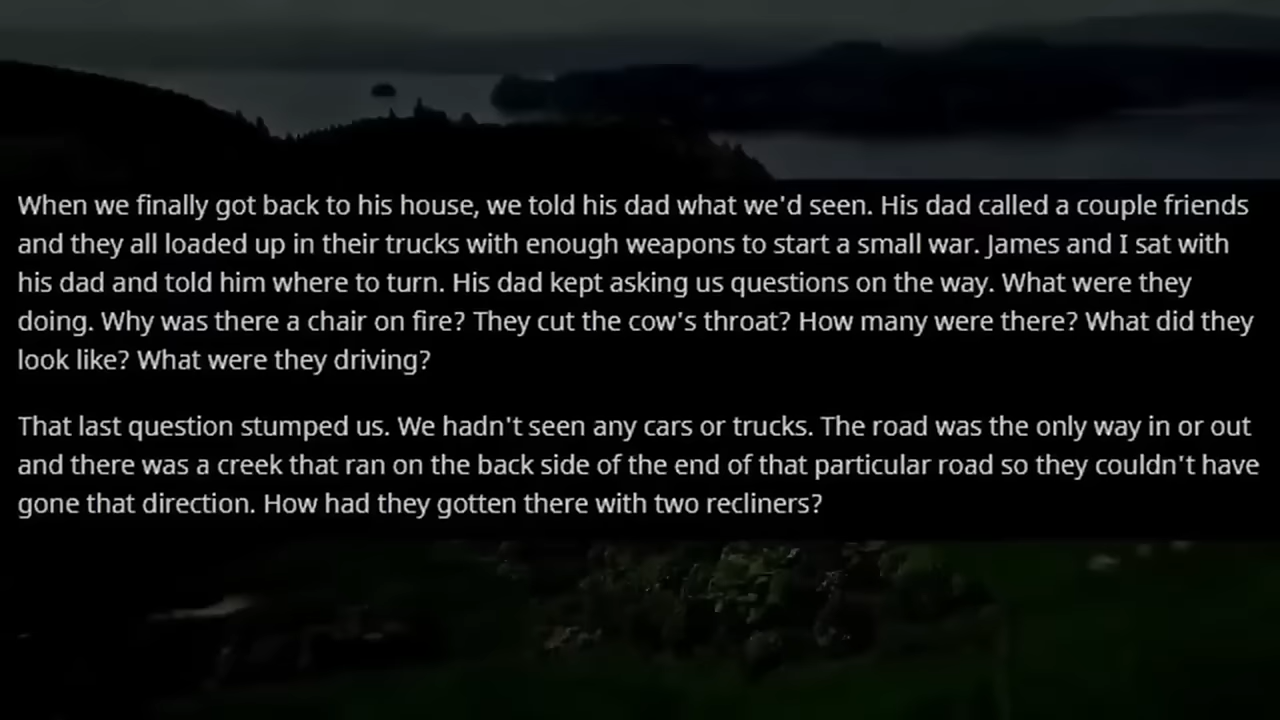 When we finally got back to his house, we told his dad what we'd seen. His dad called a couple friends
and they all loaded up in their trucks with enough weapons to start a small war. James and I sat with
his dad and told him where to turn. His dad kept asking us questions on the way. What were they
doing. Why was there a chair on fire? They cut the cow's throat? How many were there? What did they
look like? What were they driving?
That last question stumped us. We hadn't seen any cars or trucks. The road was the only way in or out
and there was a creek that ran on the back side of the end of that particular road so they couldn't have
gone that direction. How had they gotten there with two recliners?